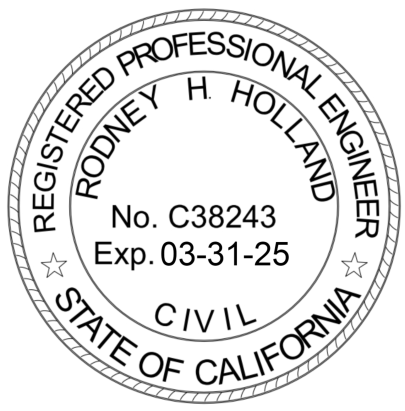 REGISTERED PROFESSIONAL ENGINEER
RODNEY H. HOLLAND
No. C38243
Exp. 03-31-25
CIVIL
STATE OF CALIFORNIA